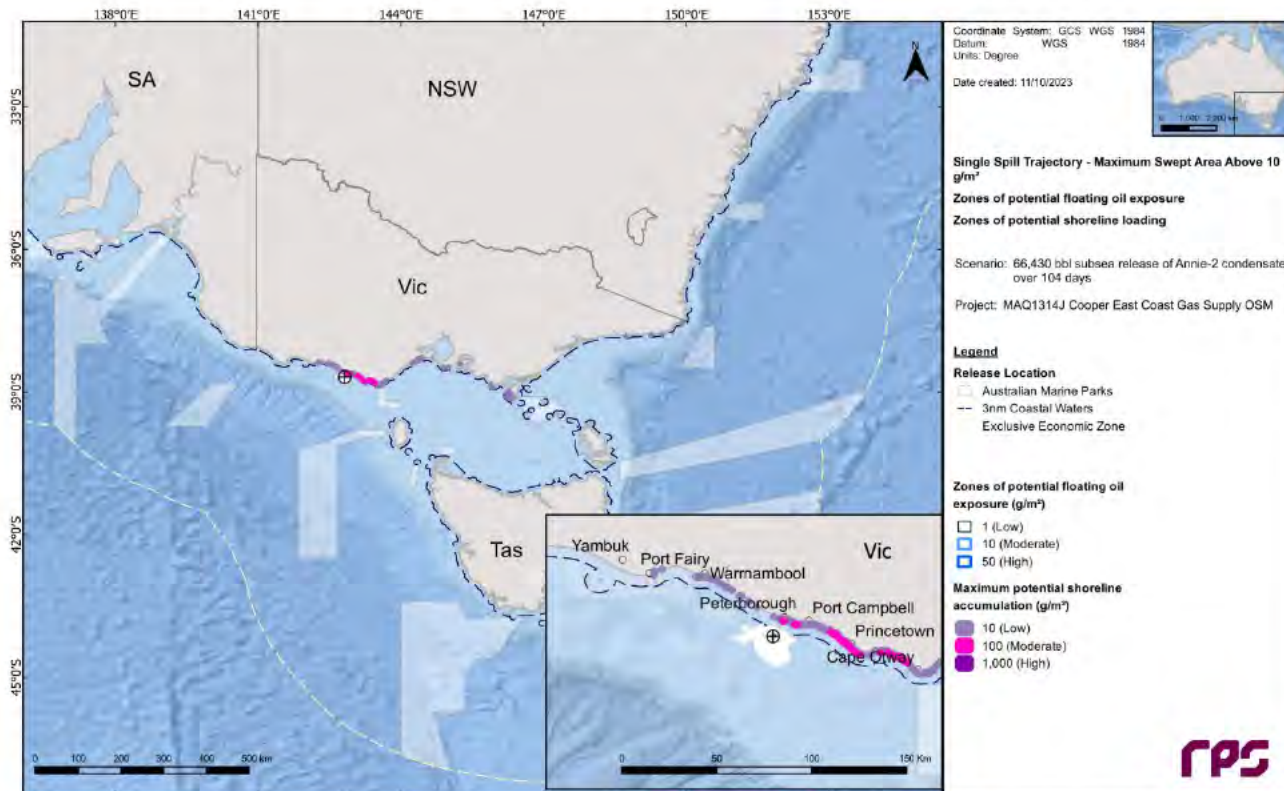 138°0'E 141°0'E 144°0'E 147°0'E 150°0'E 153°0'E
33°0'S
36°0'S
39°0'S
42°0'S
45°0'S
SA
NSW
Vic
Tas
N
0 100 200 300 400 500 km
Yambuk
Port Fairy
Warnambool
Peterborough
Port Campbell
Princetown
Cape Otway
Vic
0 50 100 150 Km
Coordinate System: GCS WGS 1984
Datum: WGS 1984
Units: Degree
Date created: 11/10/2023
0 1,000 2,000 km
Single Spill Trajectory - Maximum Swept Area Above 10
g/m²
Zones of potential floating oil exposure
Zones of potential shoreline loading
Scenario: 66,430 bbl subsea release of Annie-2 condensate
over 104 days
Project: MAQ1314J Cooper East Coast Gas Supply OSM
Legend
Release Location
Australian Marine Parks
3nm Coastal Waters
Exclusive Economic Zone
Zones of potential floating oil
exposure (g/m²)
1 (Low)
10 (Moderate)
50 (High)
Maximum potential shoreline
accumulation (g/m²)
10 (Low)
100 (Moderate)
1,000 (High)
rps